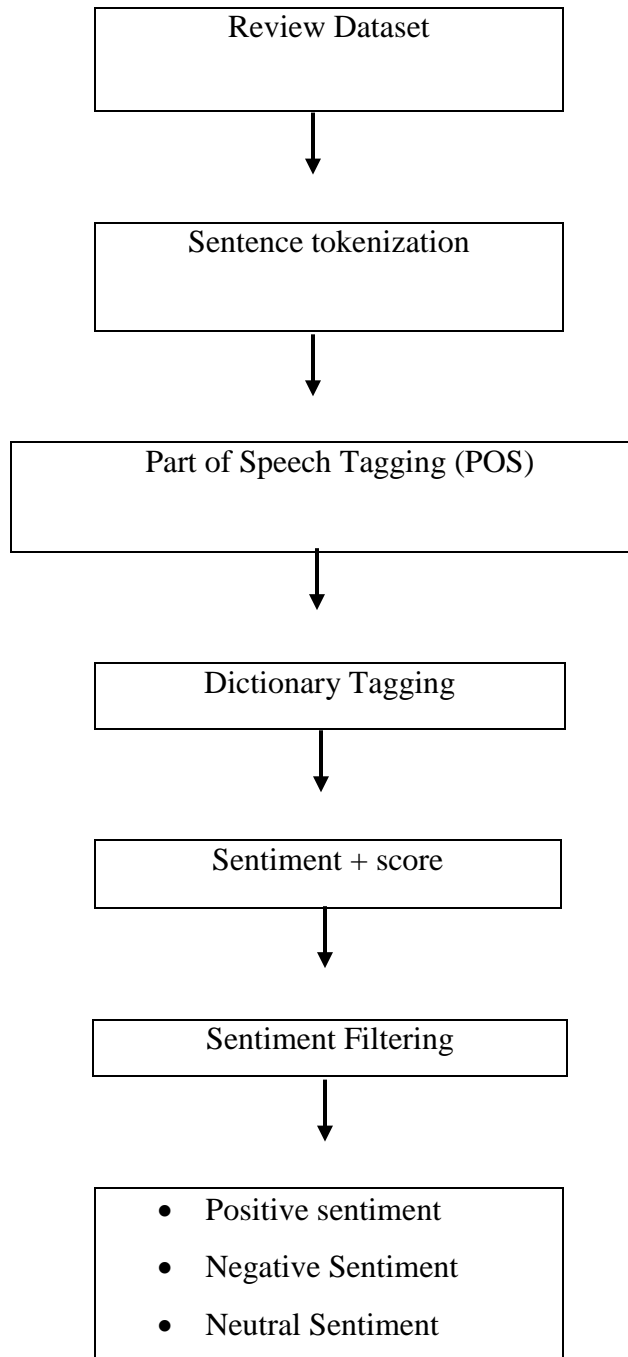 Review Dataset
Sentence tokenization
Part of Speech Tagging (POS)
Dictionary Tagging
Sentiment + score
Sentiment Filtering
• Positive sentiment
• Negative Sentiment
• Neutral Sentiment